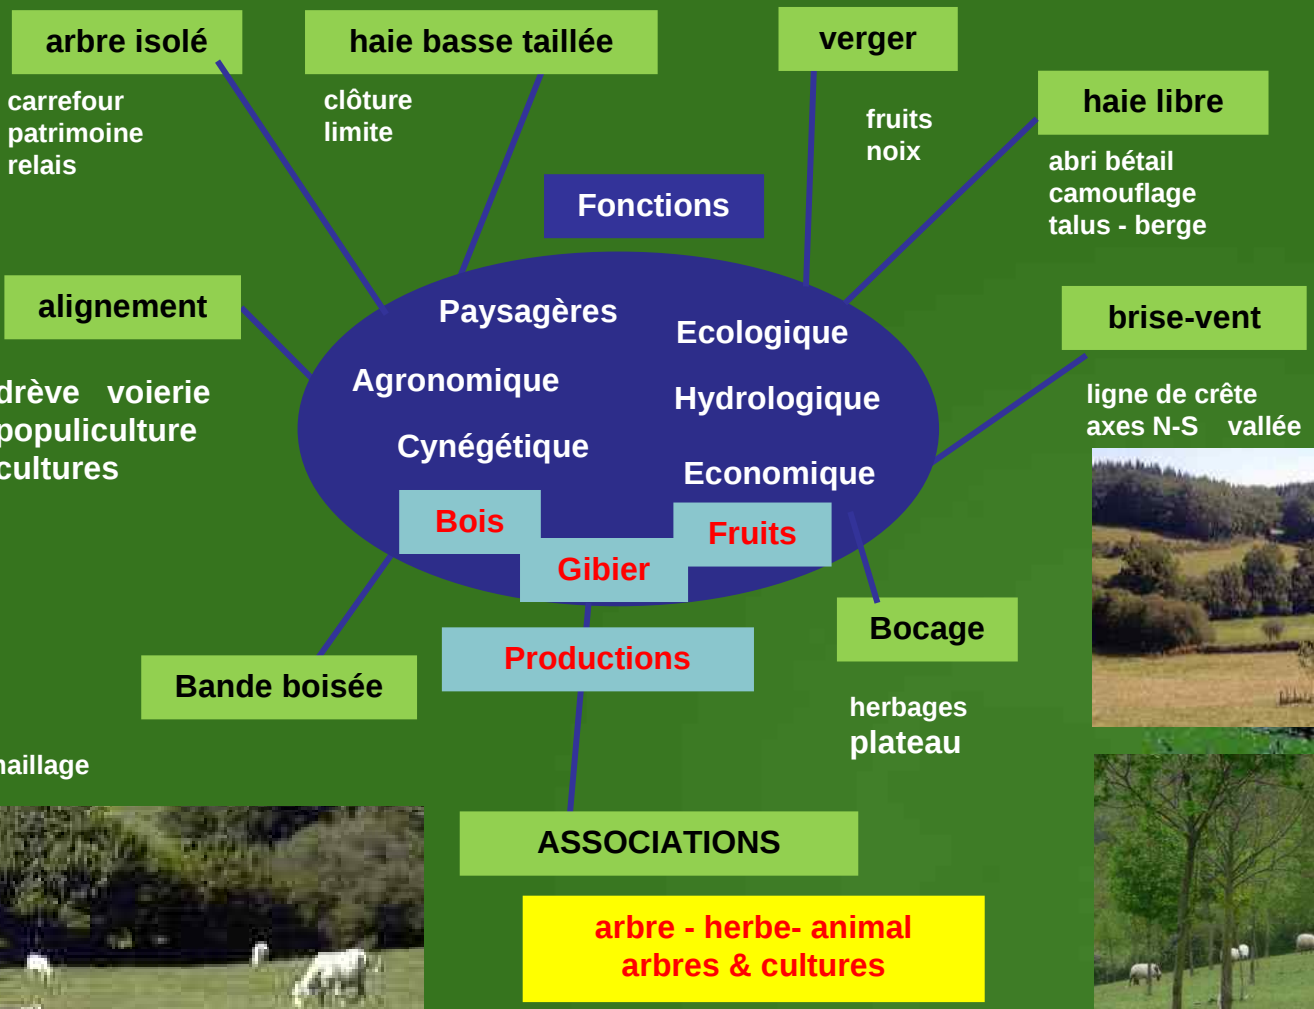 arbre isolé
carrefour
patrimoine
relais
haie basse taillée
clôture
limite
verger
fruits
noix
haie libre
abri bétail
camouflage
talus - berge
Fonctions
alignement
drève voierie
populiculture
cultures
Paysagères
Ecologique
Agronomique
Hydrologique
Cynégétique
Economique
brise-vent
ligne de crête
axes N-S vallée
Bois
Fruits
Gibier
Productions
Bande boisée
Bocage
herbages
plateau
ASSOCIATIONS
arbre - herbe- animal
arbres & cultures